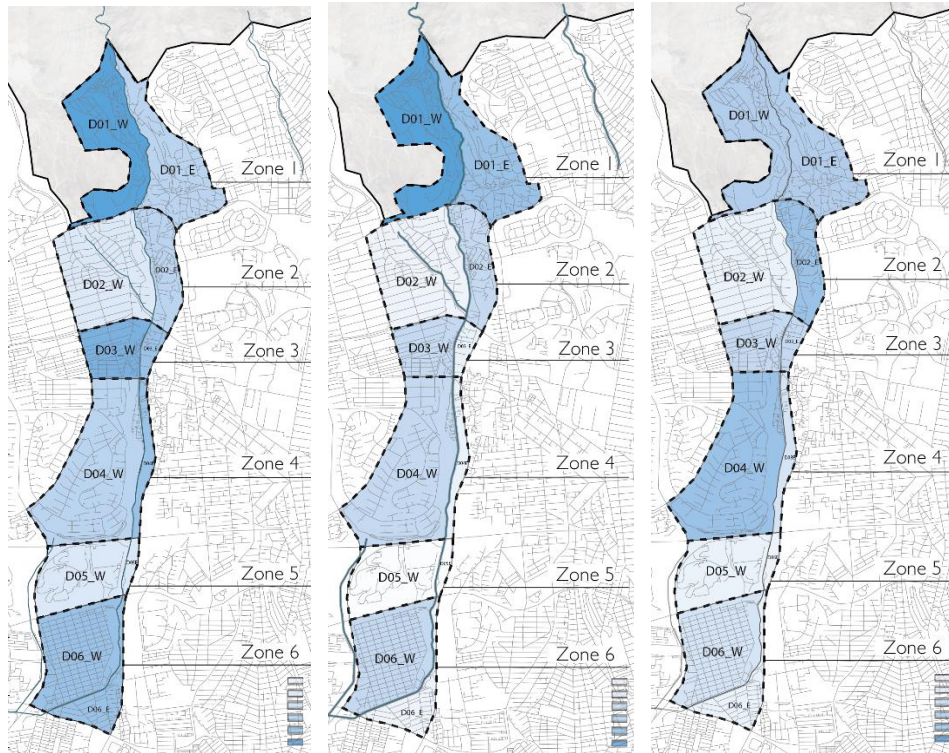 D01_W
D01_E
Zone 1
D02_E
Zone 2
D02_W
D03_W
D03_E
Zone 3
D04_W
Zone 4
D05_W
Zone 5
D06_W
Zone 6
D06_E
D01_W
D01_E
Zone 1
D02_E
Zone 2
D02_W
D03_W
D03_E
Zone 3
D04_W
Zone 4
D05_W
Zone 5
D06_W
Zone 6
D06_E
D01_W
D01_E
Zone 1
D02_E
Zone 2
D02_W
D03_W
D03_E
Zone 3
D04_W
Zone 4
D05_W
Zone 5
D06_W
Zone 6
D06_E